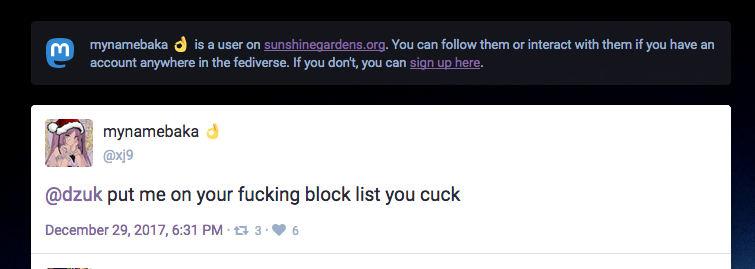 mynamebaka 👌 is a user on sunshinegardens.org. You can follow them or interact with them if you have an
account anywhere in the fediverse. If you don't, you can sign up here.
mynamebaka 👌
@xj9
@dzuk put me on your fucking block list you cuck
December 29, 2017, 6:31 PM · 3 · 6